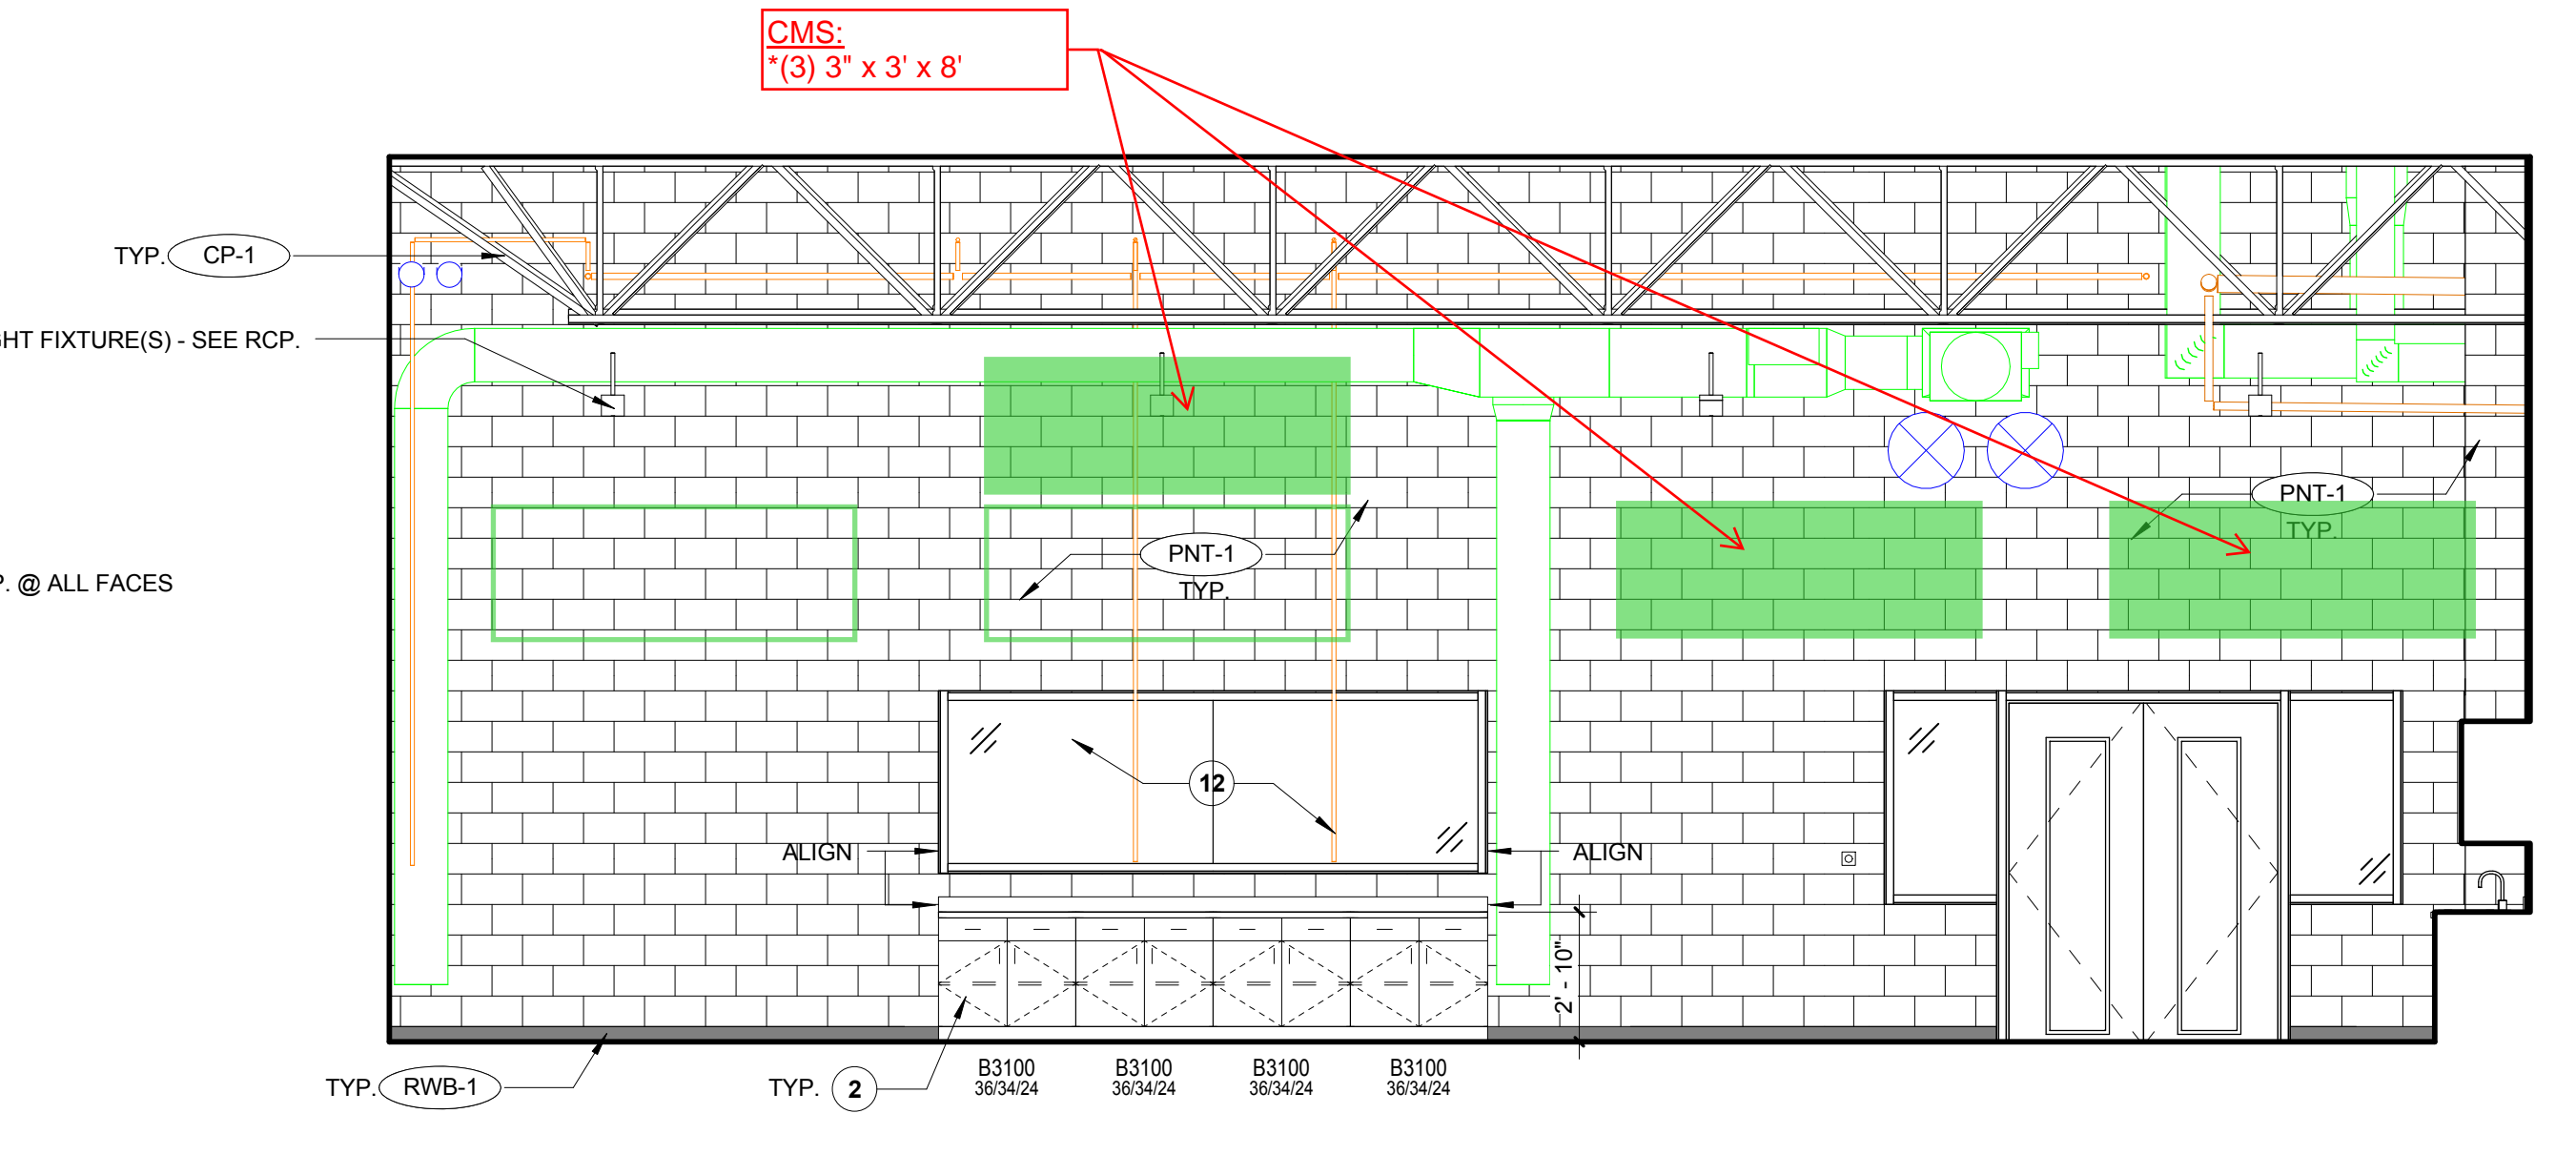 CMS:
*(3) 3" x 3' x 8'
TYP. CP-1
GHT FIXTURE(S) - SEE RCP.
PNT-1
TYP.
PNT-1
TYP.
P. @ ALL FACES
12
ALIGN
ALIGN
2' - 10"
TYP. RWB-1
TYP. 2
B3100
36/34/24
B3100
36/34/24
B3100
36/34/24
B3100
36/34/24